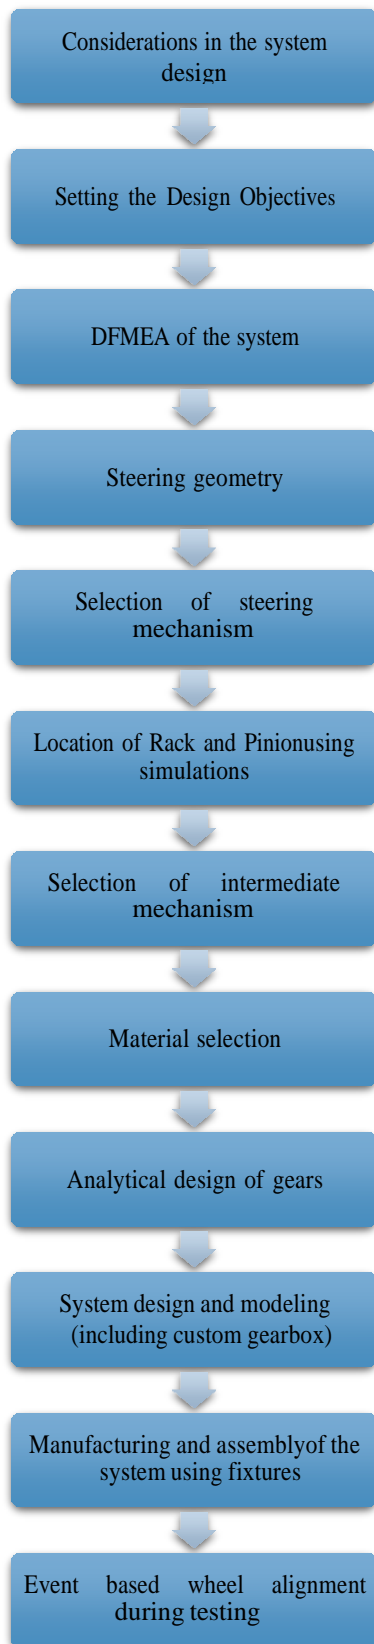 Considerations in the system
design
Setting the Design Objectives
DFMEA of the system
Steering geometry
Selection of steering
mechanism
Location of Rack and Pinionusing
simulations
Selection of intermediate
mechanism
Material selection
Analytical design of gears
System design and modeling
(including custom gearbox)
Manufacturing and assemblyof the
system using fixtures
Event based wheel alignment
during testing